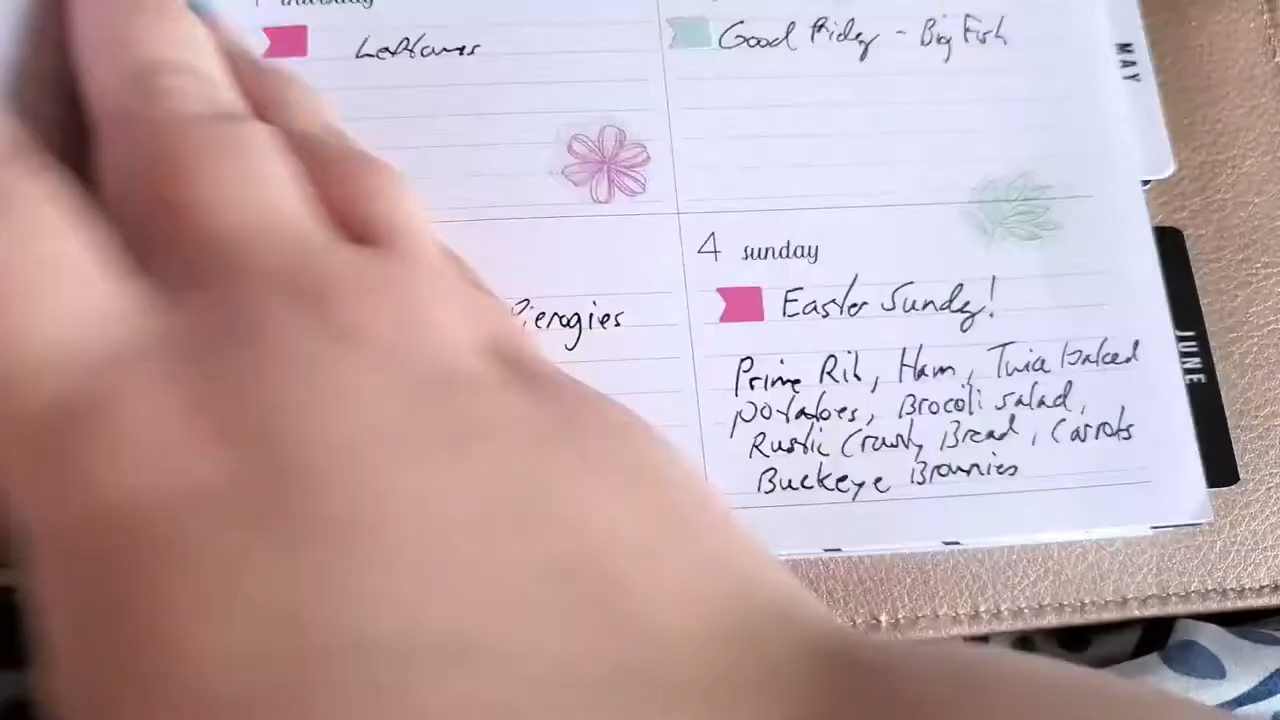 thursday
Leftovers
Good Friday - Big Fish
Pierogies
4 sunday
Easter Sunday!
Prime Rib, Ham, Twice baked
potatoes, Brocoli salad,
Rustic Crusty Bread, Carrots
Buckeye Brownies
MAY
JUNE